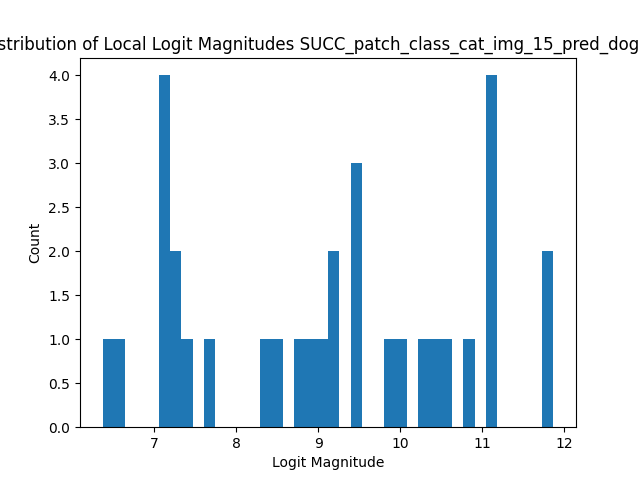 stribution of Local Logit Magnitudes SUCC_patch_class_cat_img_15_pred_dog
4.0
3.5
3.0
2.5
2.0
1.5
1.0
0.5
0.0
Count
7 8 9 10 11 12
Logit Magnitude